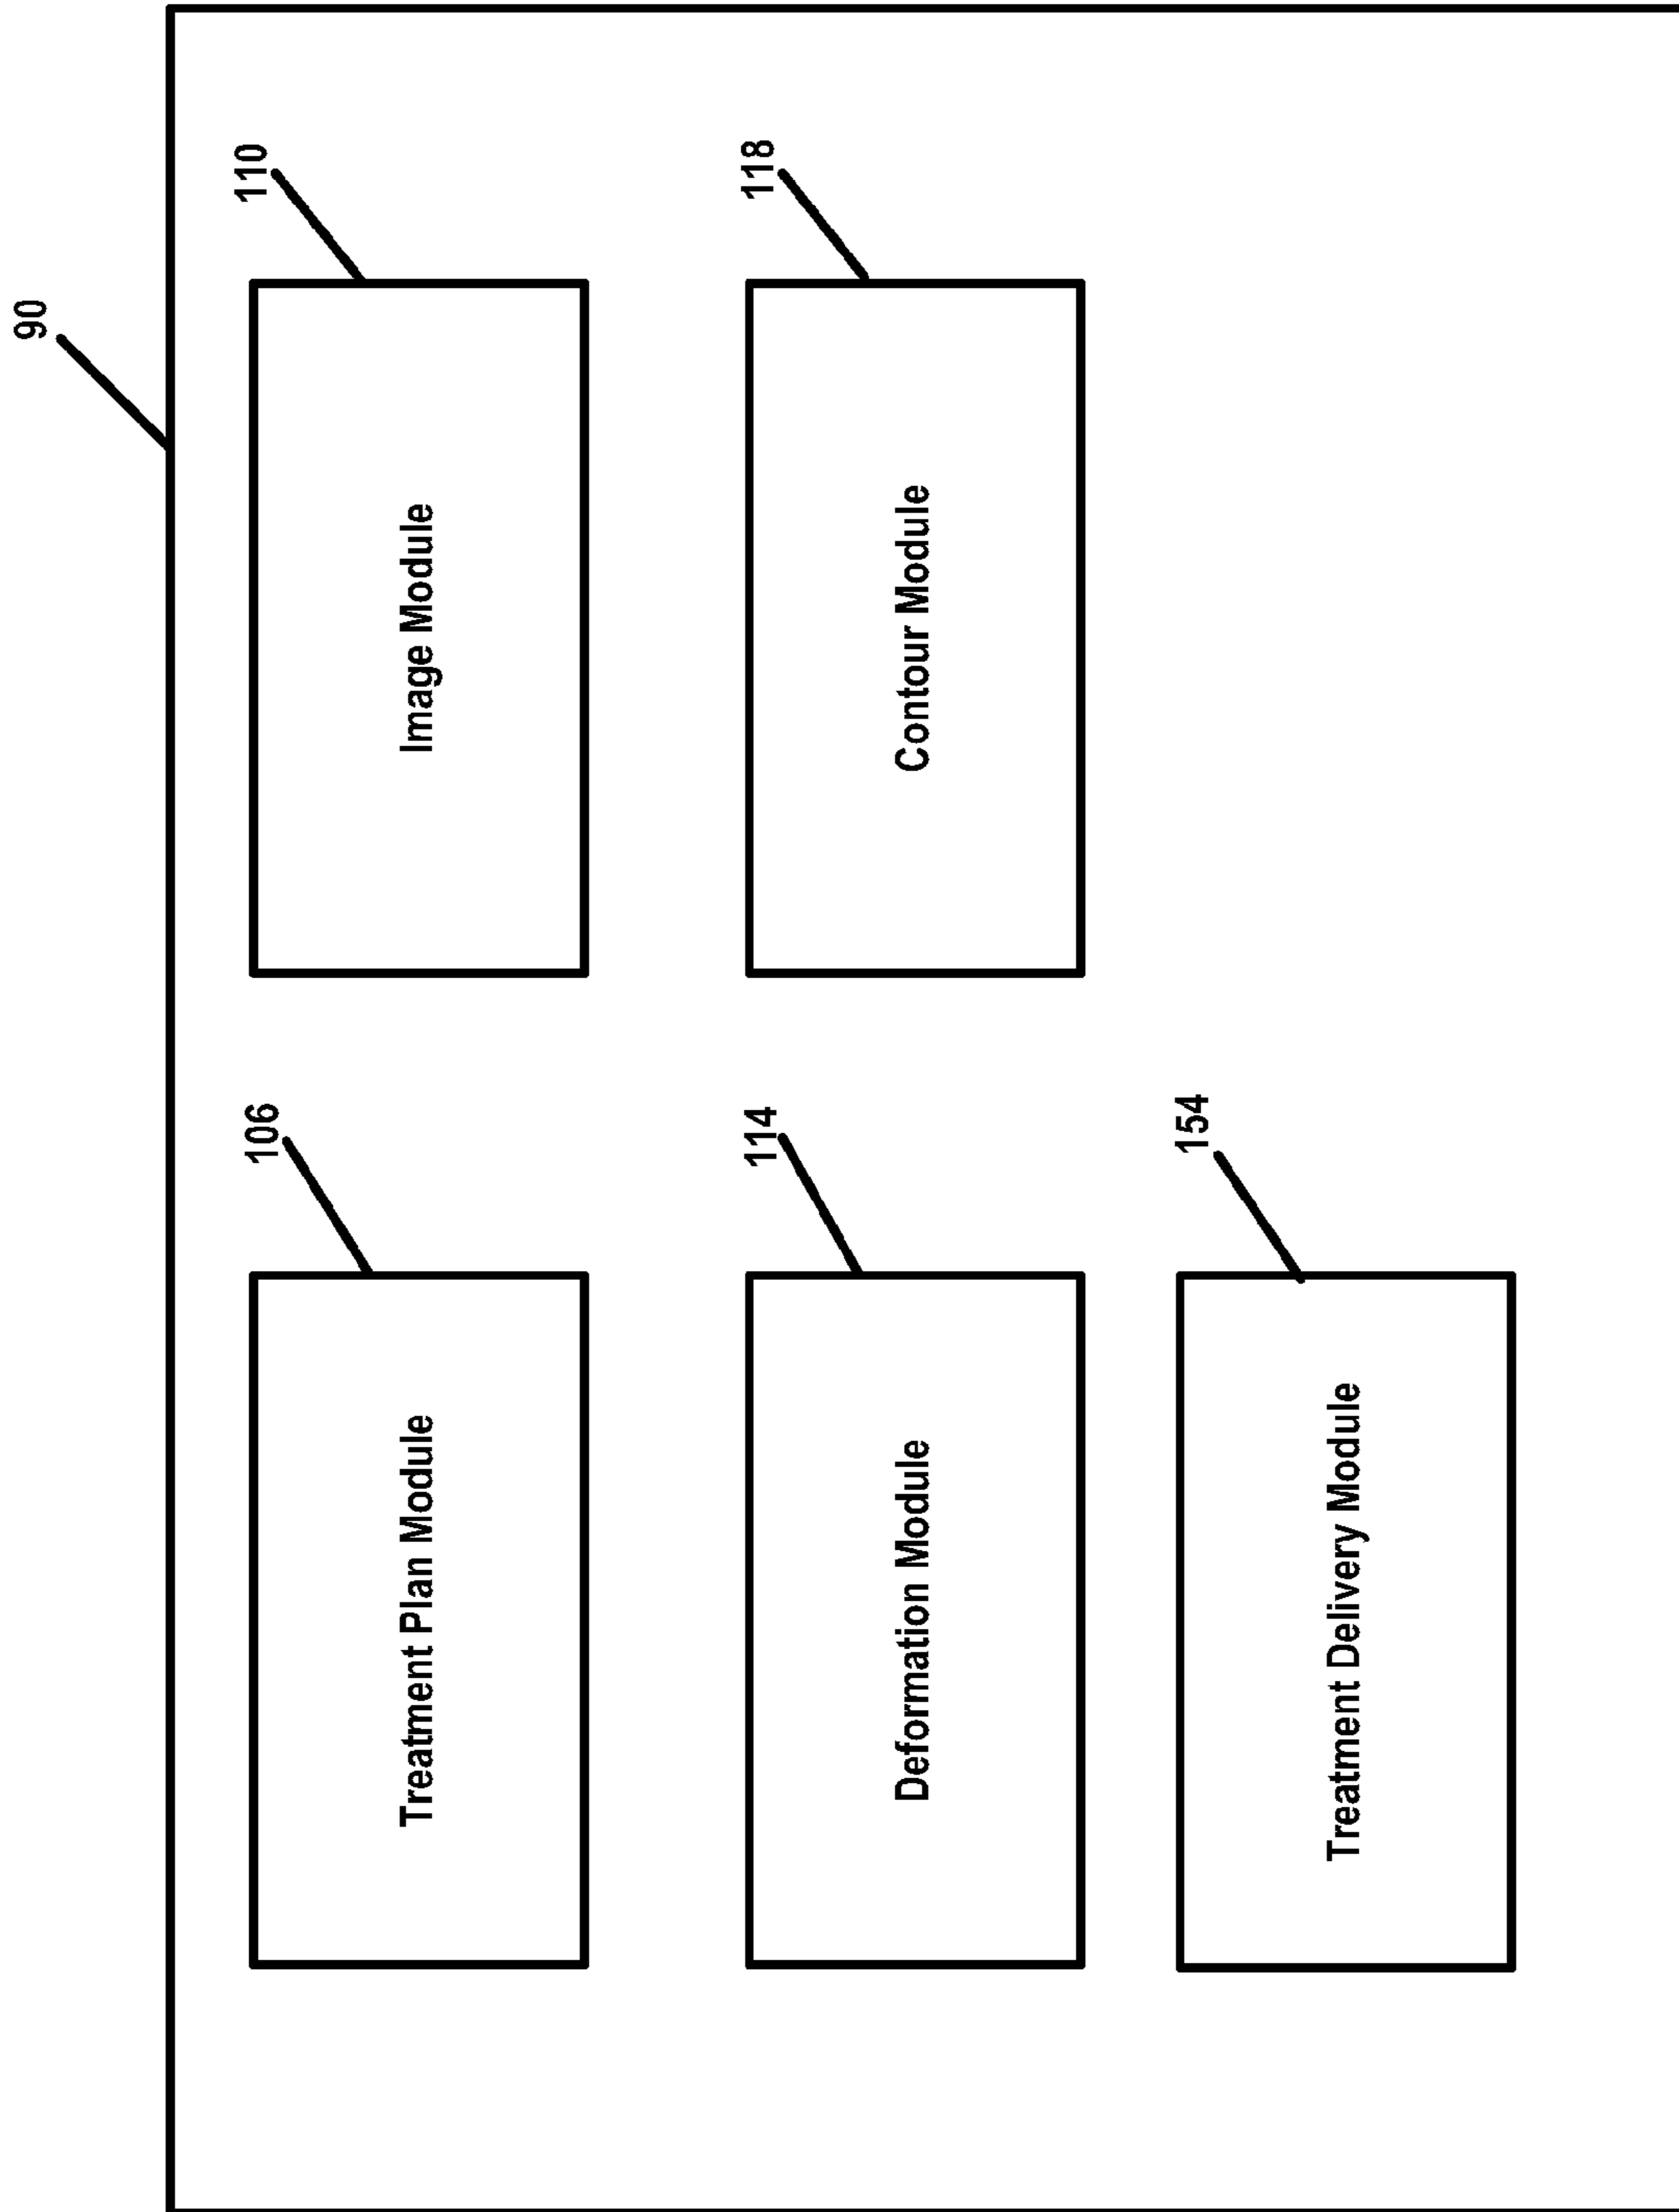 90
106
110
Treatment Plan Module
Image Module
114
118
Deformation Module
Contour Module
154
Treatment Delivery Module